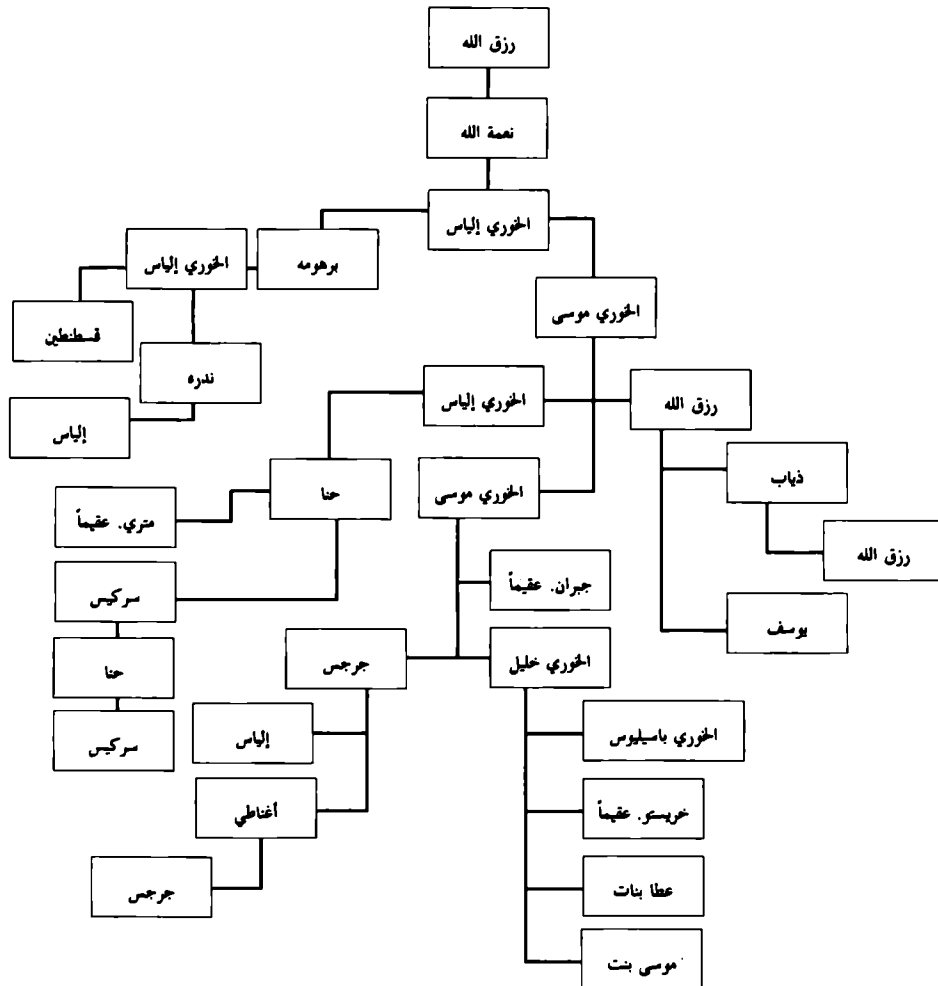 رزق الله
نعمة الله
الخوري إلياس
برهومه
الخوري إلياس
قسطنطين
الخوري موسى
ندره
إلياس
الخوري إلياس
رزق الله
حنا
الخوري موسى
ذياب
متري. عقيماً
رزق الله
جبران. عقيماً
سركيس
يوسف
حنا
جرجس
الخوري خليل
سركيس
إلياس
الخوري باسيليوس
أغناطي
خريستو. عقيماً
جرجس
عطا بنات
موسى بنت